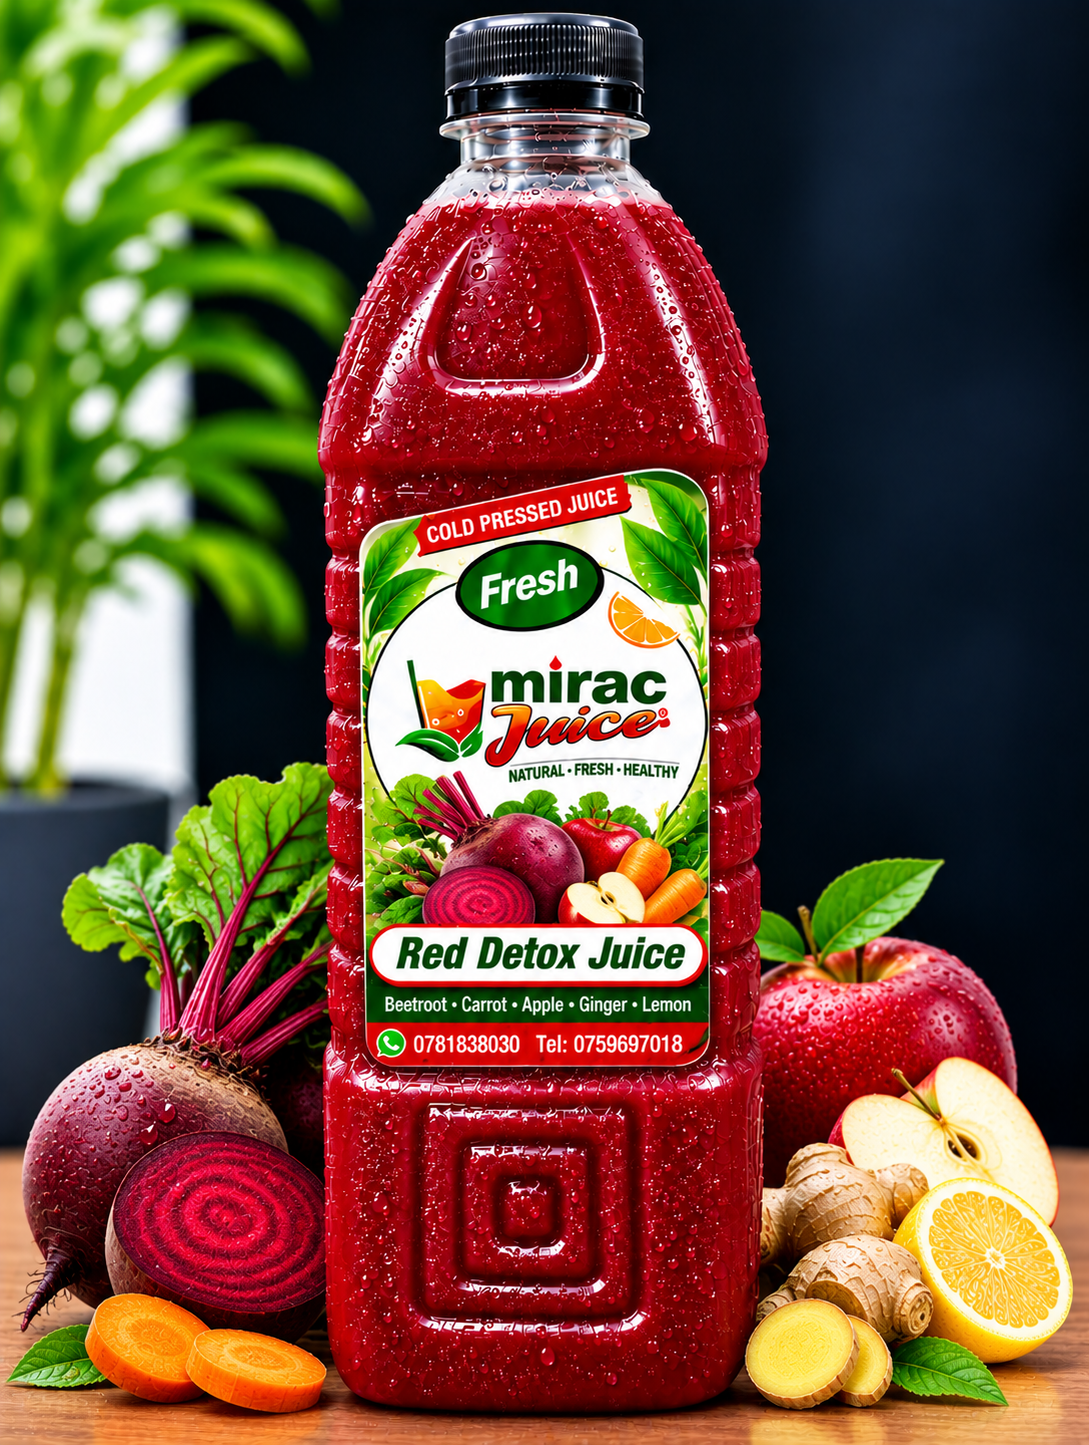 COLD PRESSED JUICE
Fresh
mirac
Juice
NATURAL • FRESH • HEALTHY
Red Detox Juice
Beetroot • Carrot • Apple • Ginger • Lemon
0781838030 Tel: 0759697018